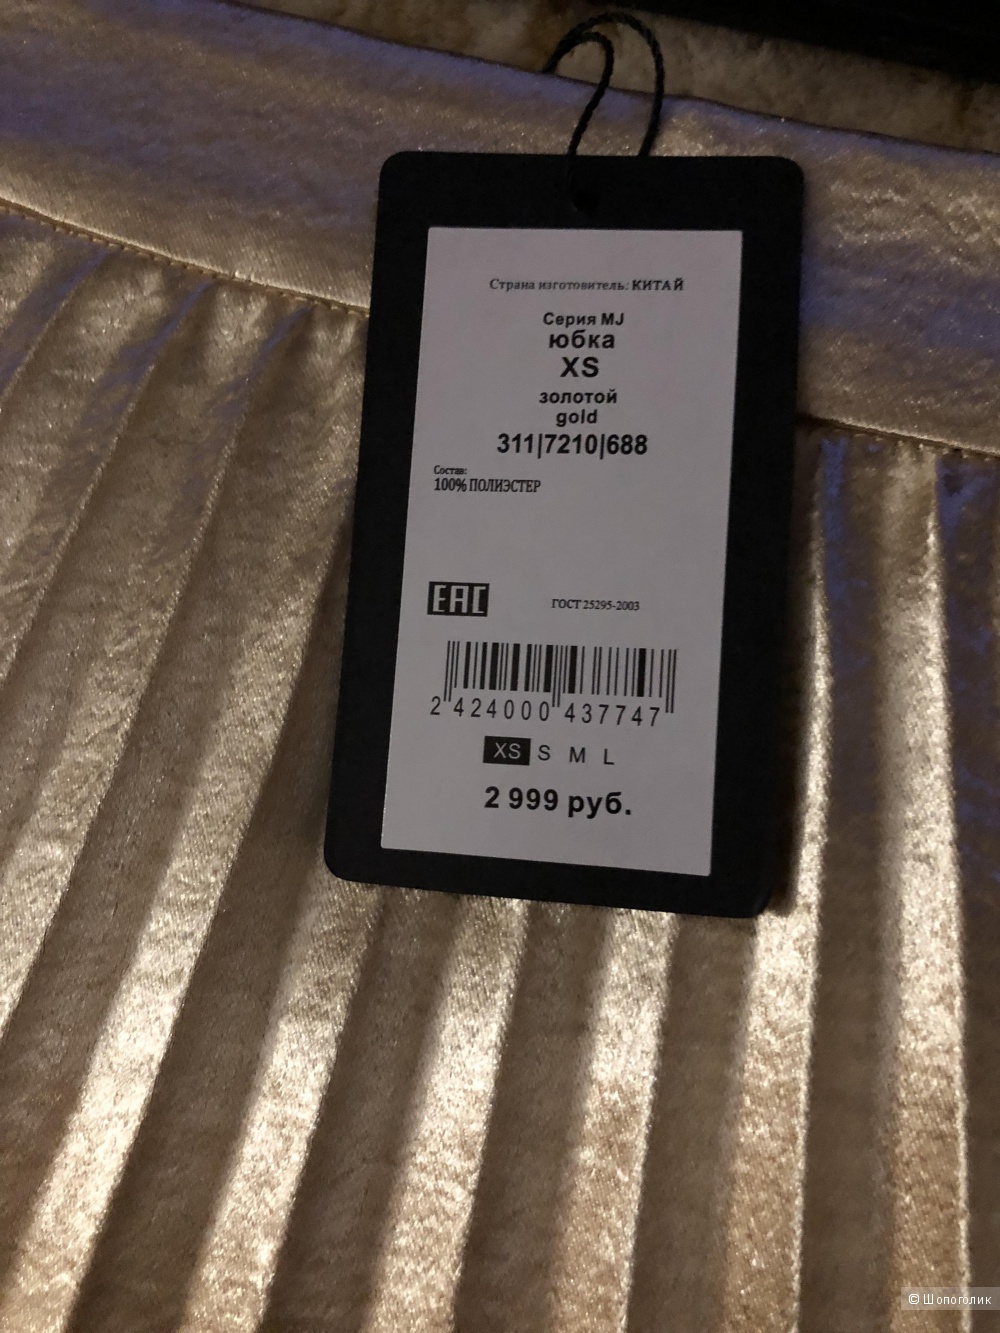 Страна изготовитель: КИТАЙ
Серия MJ
юбка
XS
золотой
gold
311|7210|688
Состав:
100% ПОЛИЭСТЕР
EAC
ГОСТ 25295-2003
2 424000 437747
XS S M L
2 999 руб.
© Шопоголик